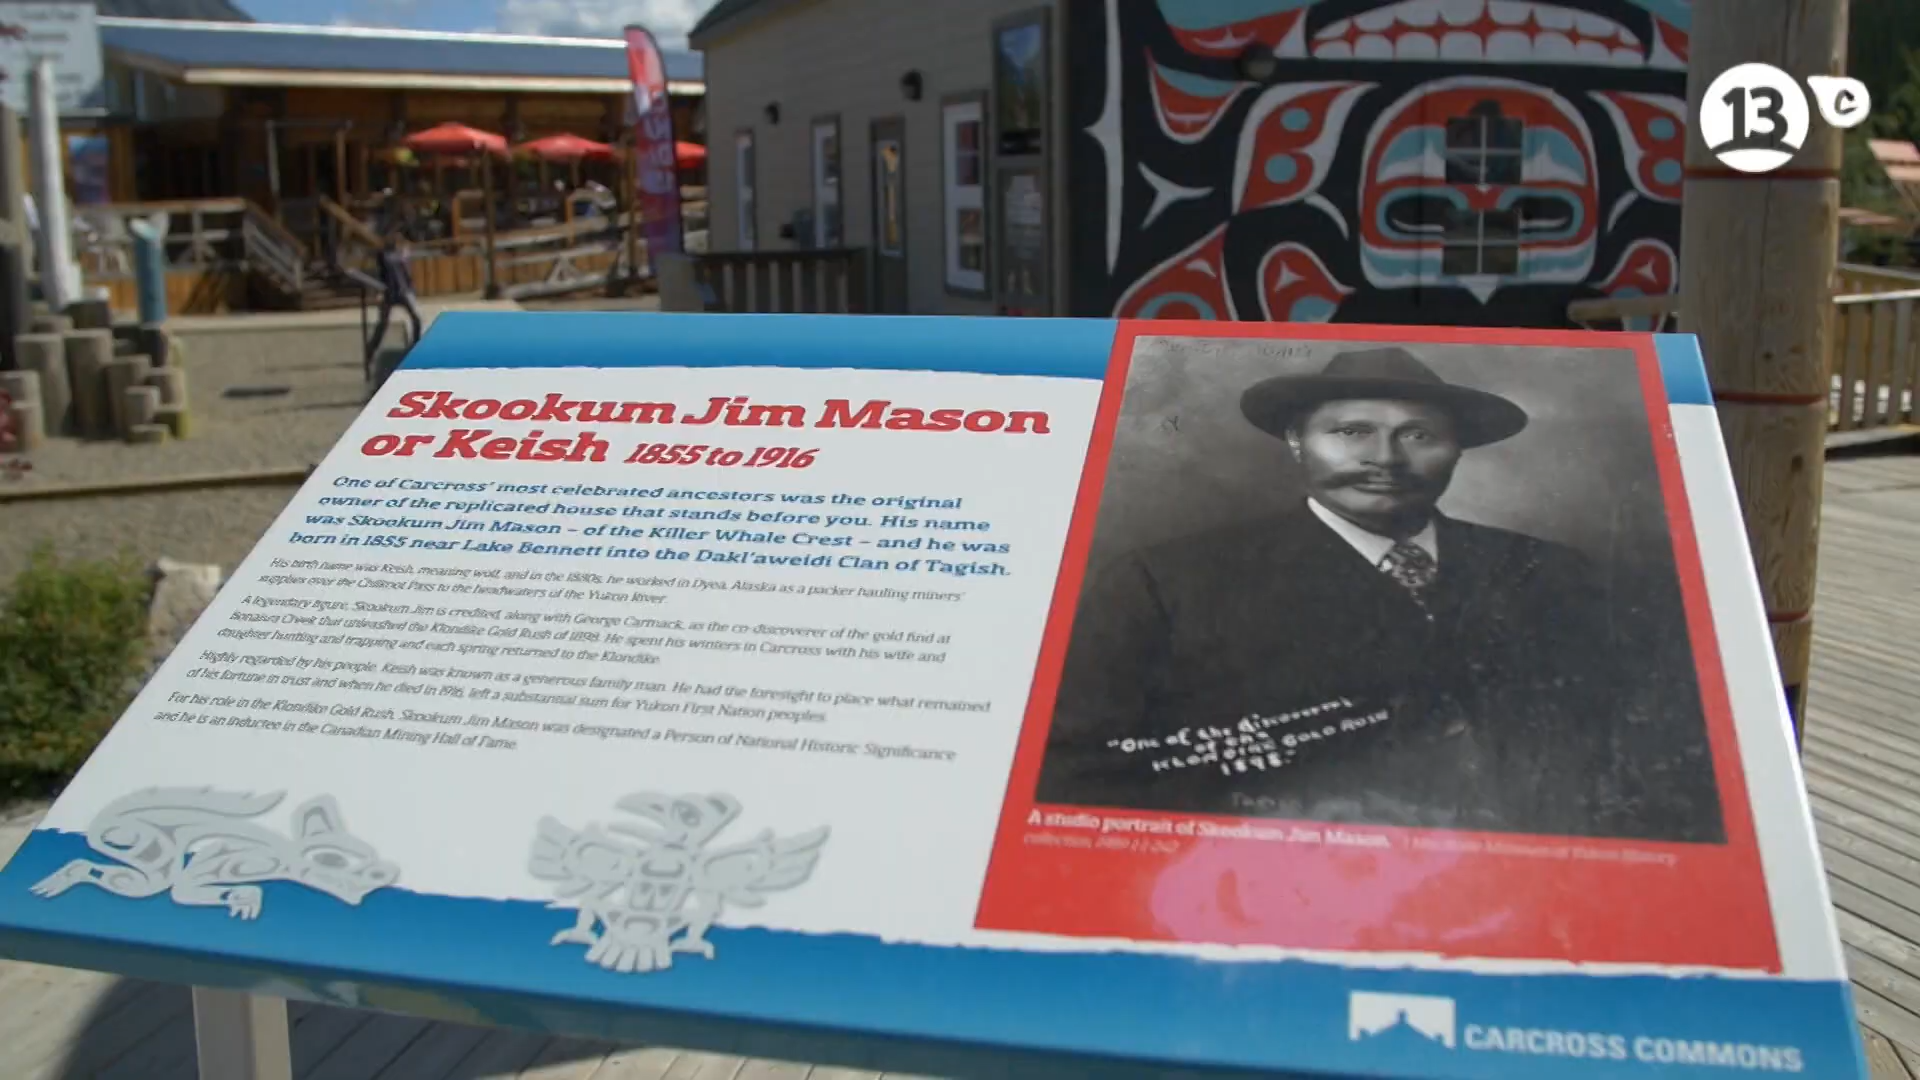 13
C
Skookum Jim Mason
or Keish 1855 to 1916
One of Carcross' most celebrated ancestors was the original
owner of the replicated house that stands before you. His name
was Skookum Jim Mason – of the Killer Whale Crest – and he was
born in 1855 near Lake Bennett into the Dakl'aweidi Clan of Tagish.
His birth name was Keish, meaning wolf, and in the 1880s, he worked in Dyea, Alaska as a packer hauling miners'
supplies over the Chilkoot Pass to the headwaters of the Yukon River.
A legendary figure, Skookum Jim is credited, along with George Carmack, as the co-discoverer of the gold find at
Bonanza Creek that unleashed the Klondike Gold Rush of 1898. He spent his winters in Carcross with his wife and
daughter hunting and trapping and each spring returned to the Klondike.
Highly regarded by his people, Keish was known as a generous family man. He had the foresight to place what remained
of his fortune in trust and when he died in 1916, left a substantial sum for Yukon First Nation peoples.
For his role in the Klondike Gold Rush, Skookum Jim Mason was designated a Person of National Historic Significance
and he is an inductee in the Canadian Mining Hall of Fame.
"One of the discoverers
of the
Klondike Gold Rush
1898."
A studio portrait of Skookum Jim Mason.
CARCROSS COMMONS